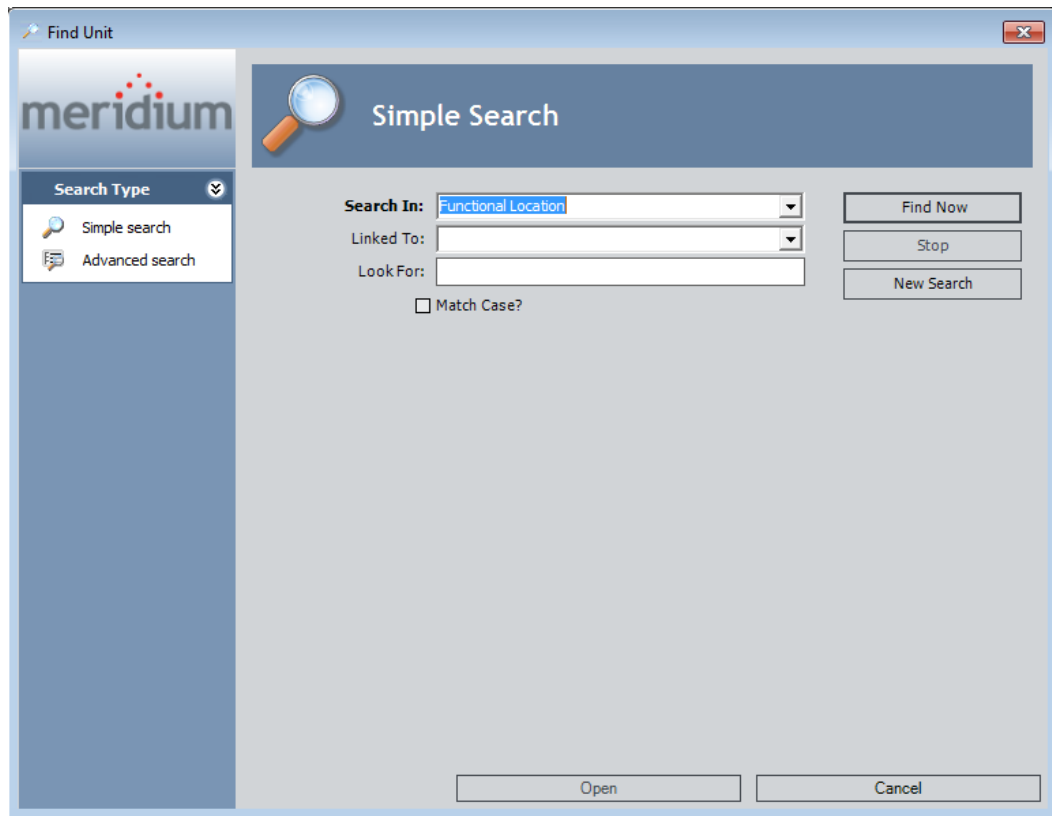 Find Unit
meridium
Simple Search
Search Type
Simple search
Advanced search
Search In: Functional Location
Find Now
Linked To:
Stop
Look For:
New Search
Match Case?
Open
Cancel